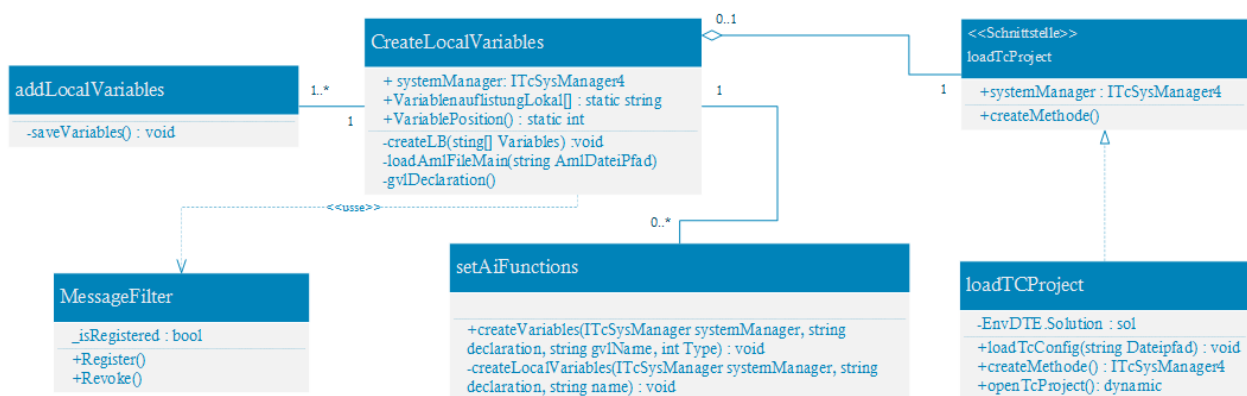 addLocalVariables
-saveVariables() : void
1..*
1
CreateLocalVariables
+ systemManager: ITcSysManager4
+VariablenauflistungLokal[] : static string
+VariablePosition() : static int
-createLB(sting[] Variables) :void
-loadAmlFileMain(string AmlDateiPfad)
-gvlDeclaration()
0..1
1
1
0..*
<<Schnittstelle>>
loadTcProject
+systemManager : ITcSysManager4
+createMethode()
<<usse>>
MessageFilter
_isRegistered : bool
+Register()
+Revoke()
setAiFunctions
+createVariables(ITcSysManager systemManager, string
declaration, string gvlName, int Type) : void
-createLocalVariables(ITcSysManager systemManager, string
declaration, string name) : void
loadTCProject
-EnvDTE.Solution : sol
+loadTcConfig(string Dateipfad) : void
+createMethode() : ITcSysManager4
+openTcProject(): dynamic